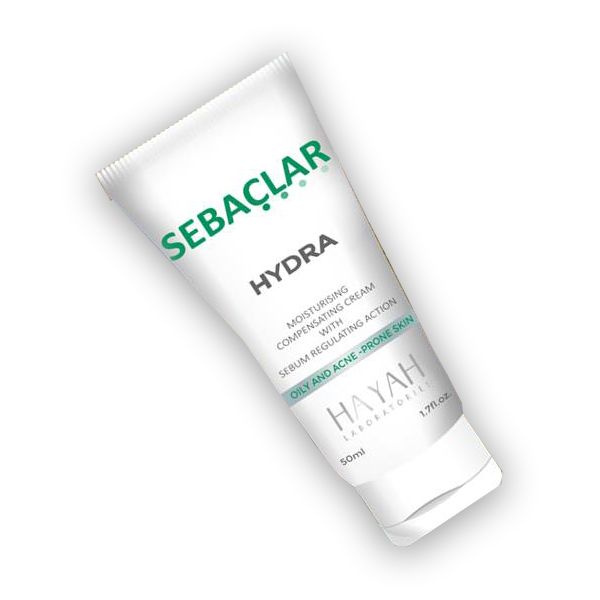 SEBACLAR
HYDRA
MOISTURISING
COMPENSATING CREAM
WITH
SEBUM REGULATING ACTION
OILY AND ACNE -PRONE SKIN
HAYAH
LABORATORIES
50ml
1.7fl.oz.